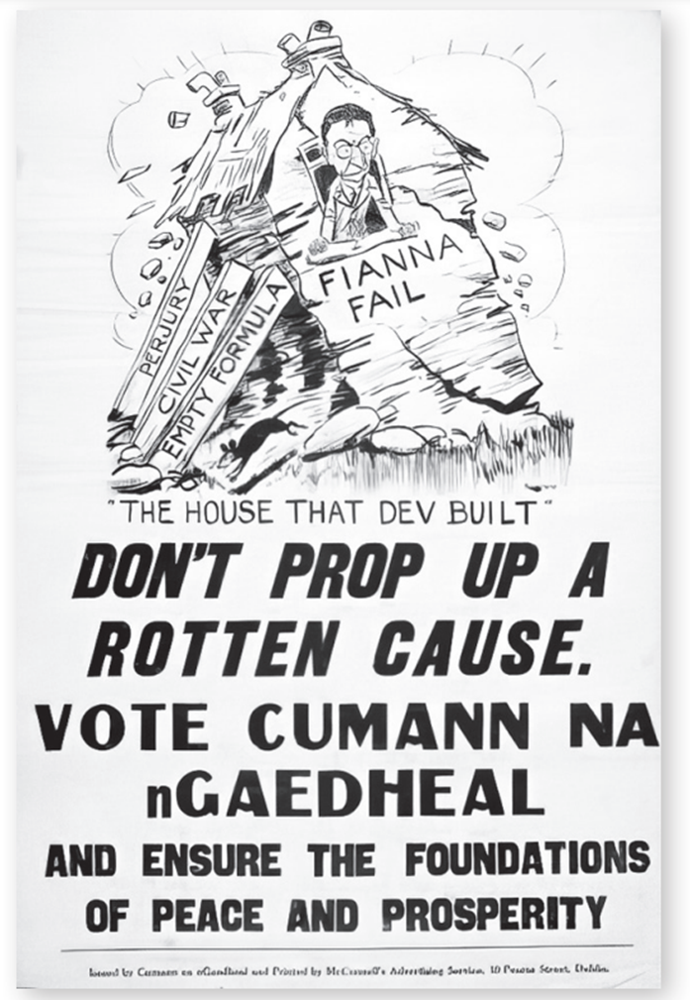 PERJURY
CIVIL WAR
EMPTY FORMULA
FIANNA
FAIL
"THE HOUSE THAT DEV BUILT"
DON'T PROP UP A
ROTTEN CAUSE.
VOTE CUMANN NA
nGAEDHEAL
AND ENSURE THE FOUNDATIONS
OF PEACE AND PROSPERITY
Issued by Cumann na nGaedheal and Printed by Advertising Service, 10 Street, Dublin.